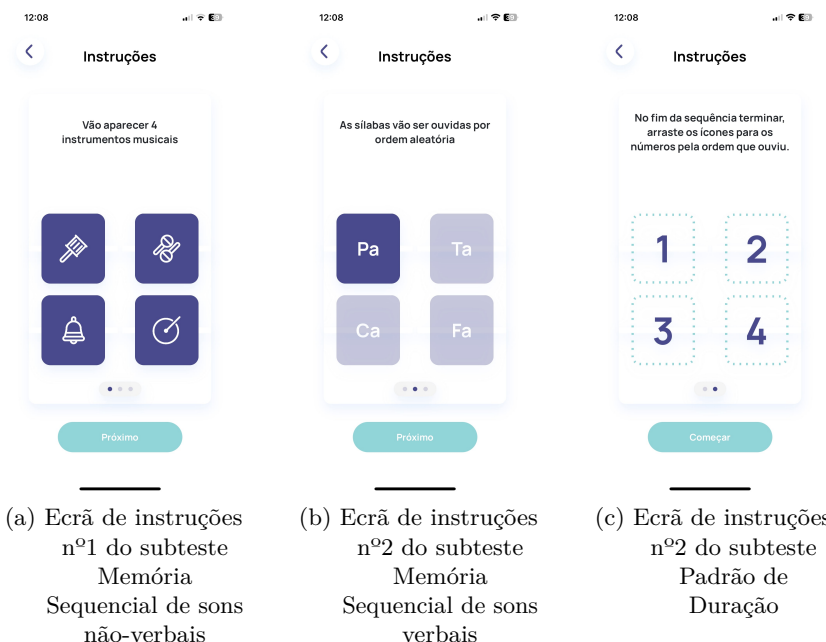 12:08
Instruções
Vão aparecer 4
instrumentos musicais
Próximo
(a) Ecrã de instruções
nº1 do subteste
Memória
Sequencial de sons
não-verbais
12:08
Instruções
As sílabas vão ser ouvidas por
ordem aleatória
Pa Ta
Ca Fa
Próximo
(b) Ecrã de instruções
nº2 do subteste
Memória
Sequencial de sons
verbais
12:08
Instruções
No fim da sequência terminar,
arraste os ícones para os
números pela ordem que ouviu.
1 2
3 4
Começar
(c) Ecrã de instruções
nº2 do subteste
Padrão de
Duração